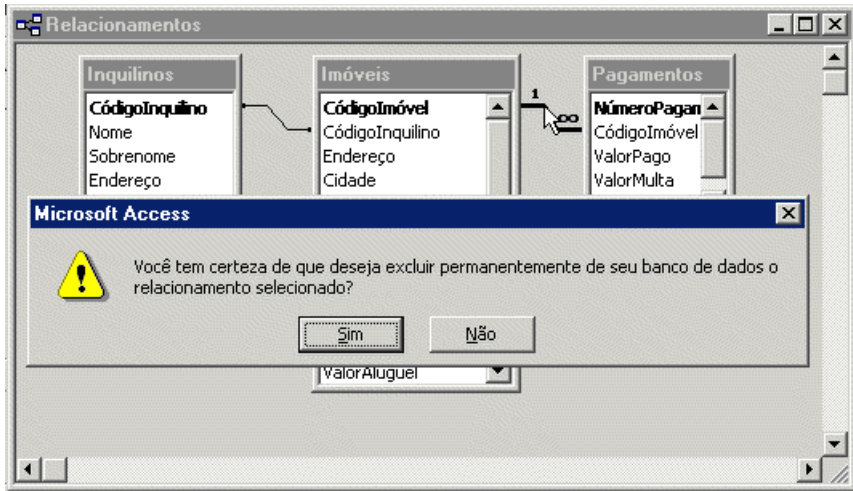 Relacionamentos
Inquilinos
CódigoInquilino
Nome
Sobrenome
Endereço
Imóveis
CódigoImóvel
CódigoInquilino
Endereço
Cidade
1
∞
Pagamentos
NúmeroPagan
CódigoImóvel
ValorPago
ValorMulta
Microsoft Access
Você tem certeza de que deseja excluir permanentemente de seu banco de dados o
relacionamento selecionado?
Sim
Não
ValorAluguel